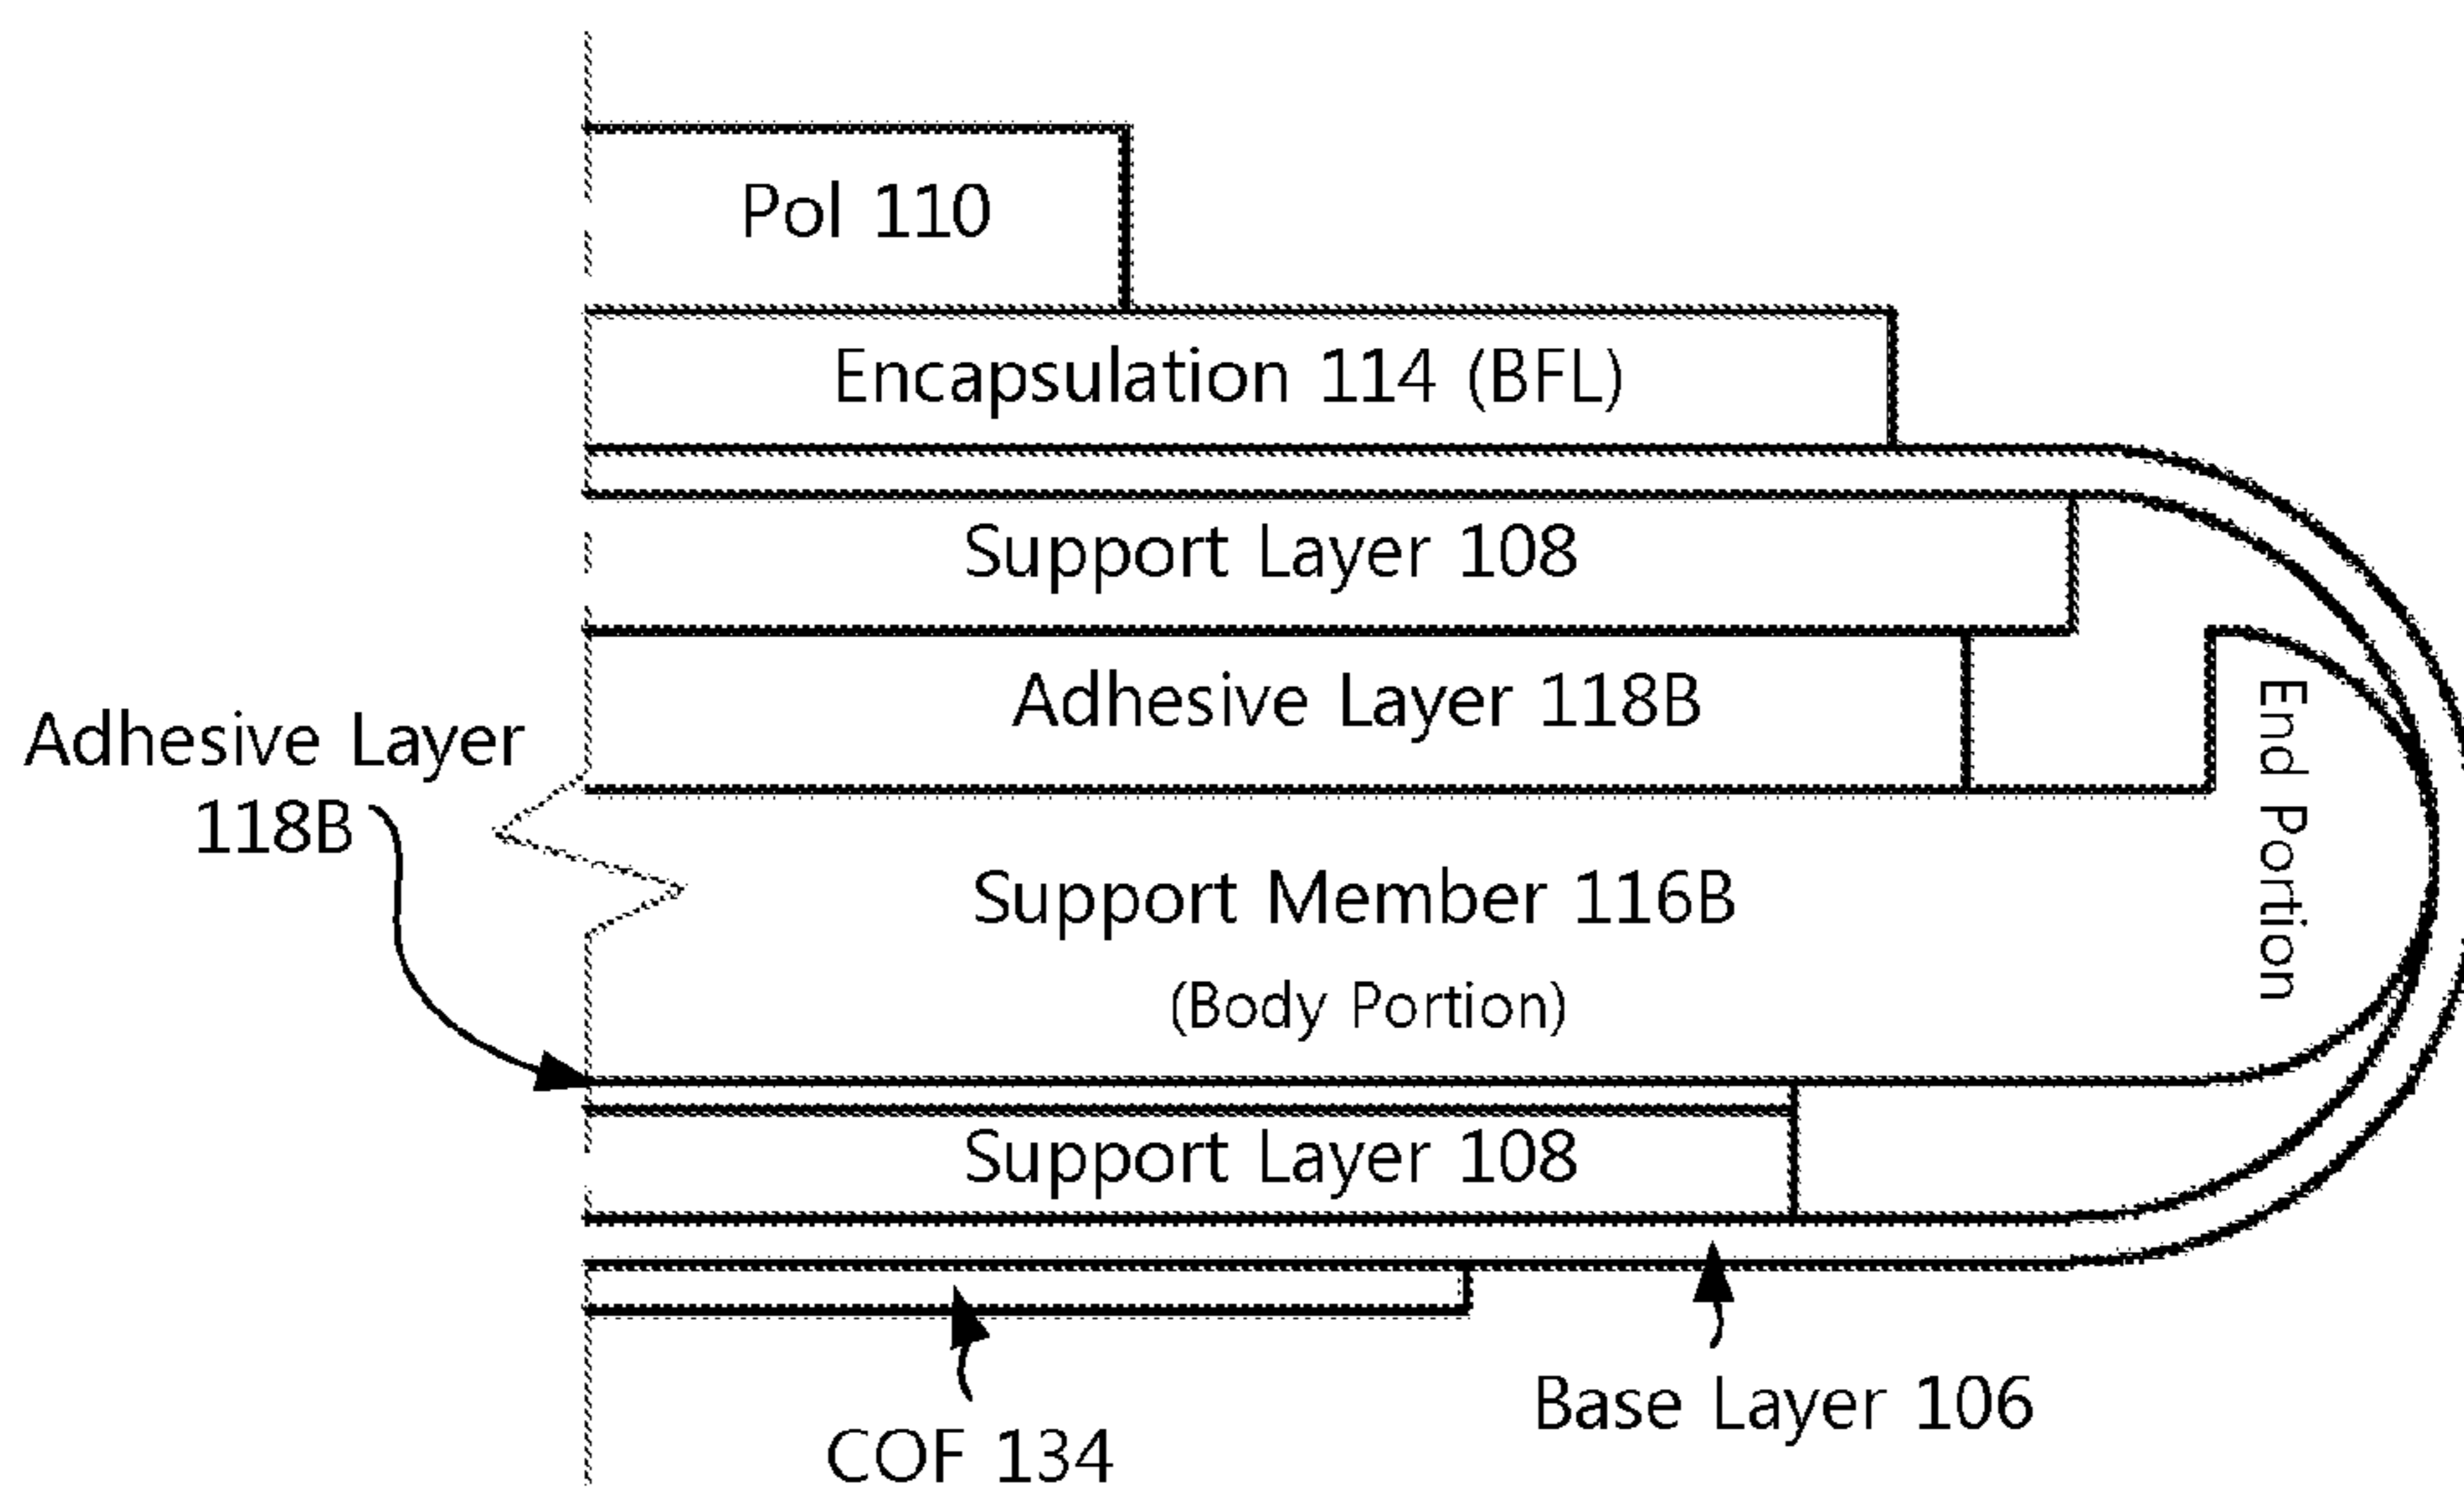 Pol 110
Encapsulation 114 (BFL)
Support Layer 108
Adhesive Layer 118B
Adhesive Layer
118B
End Portion
Support Member 116B
(Body Portion)
Support Layer 108
Base Layer 106
COF 134